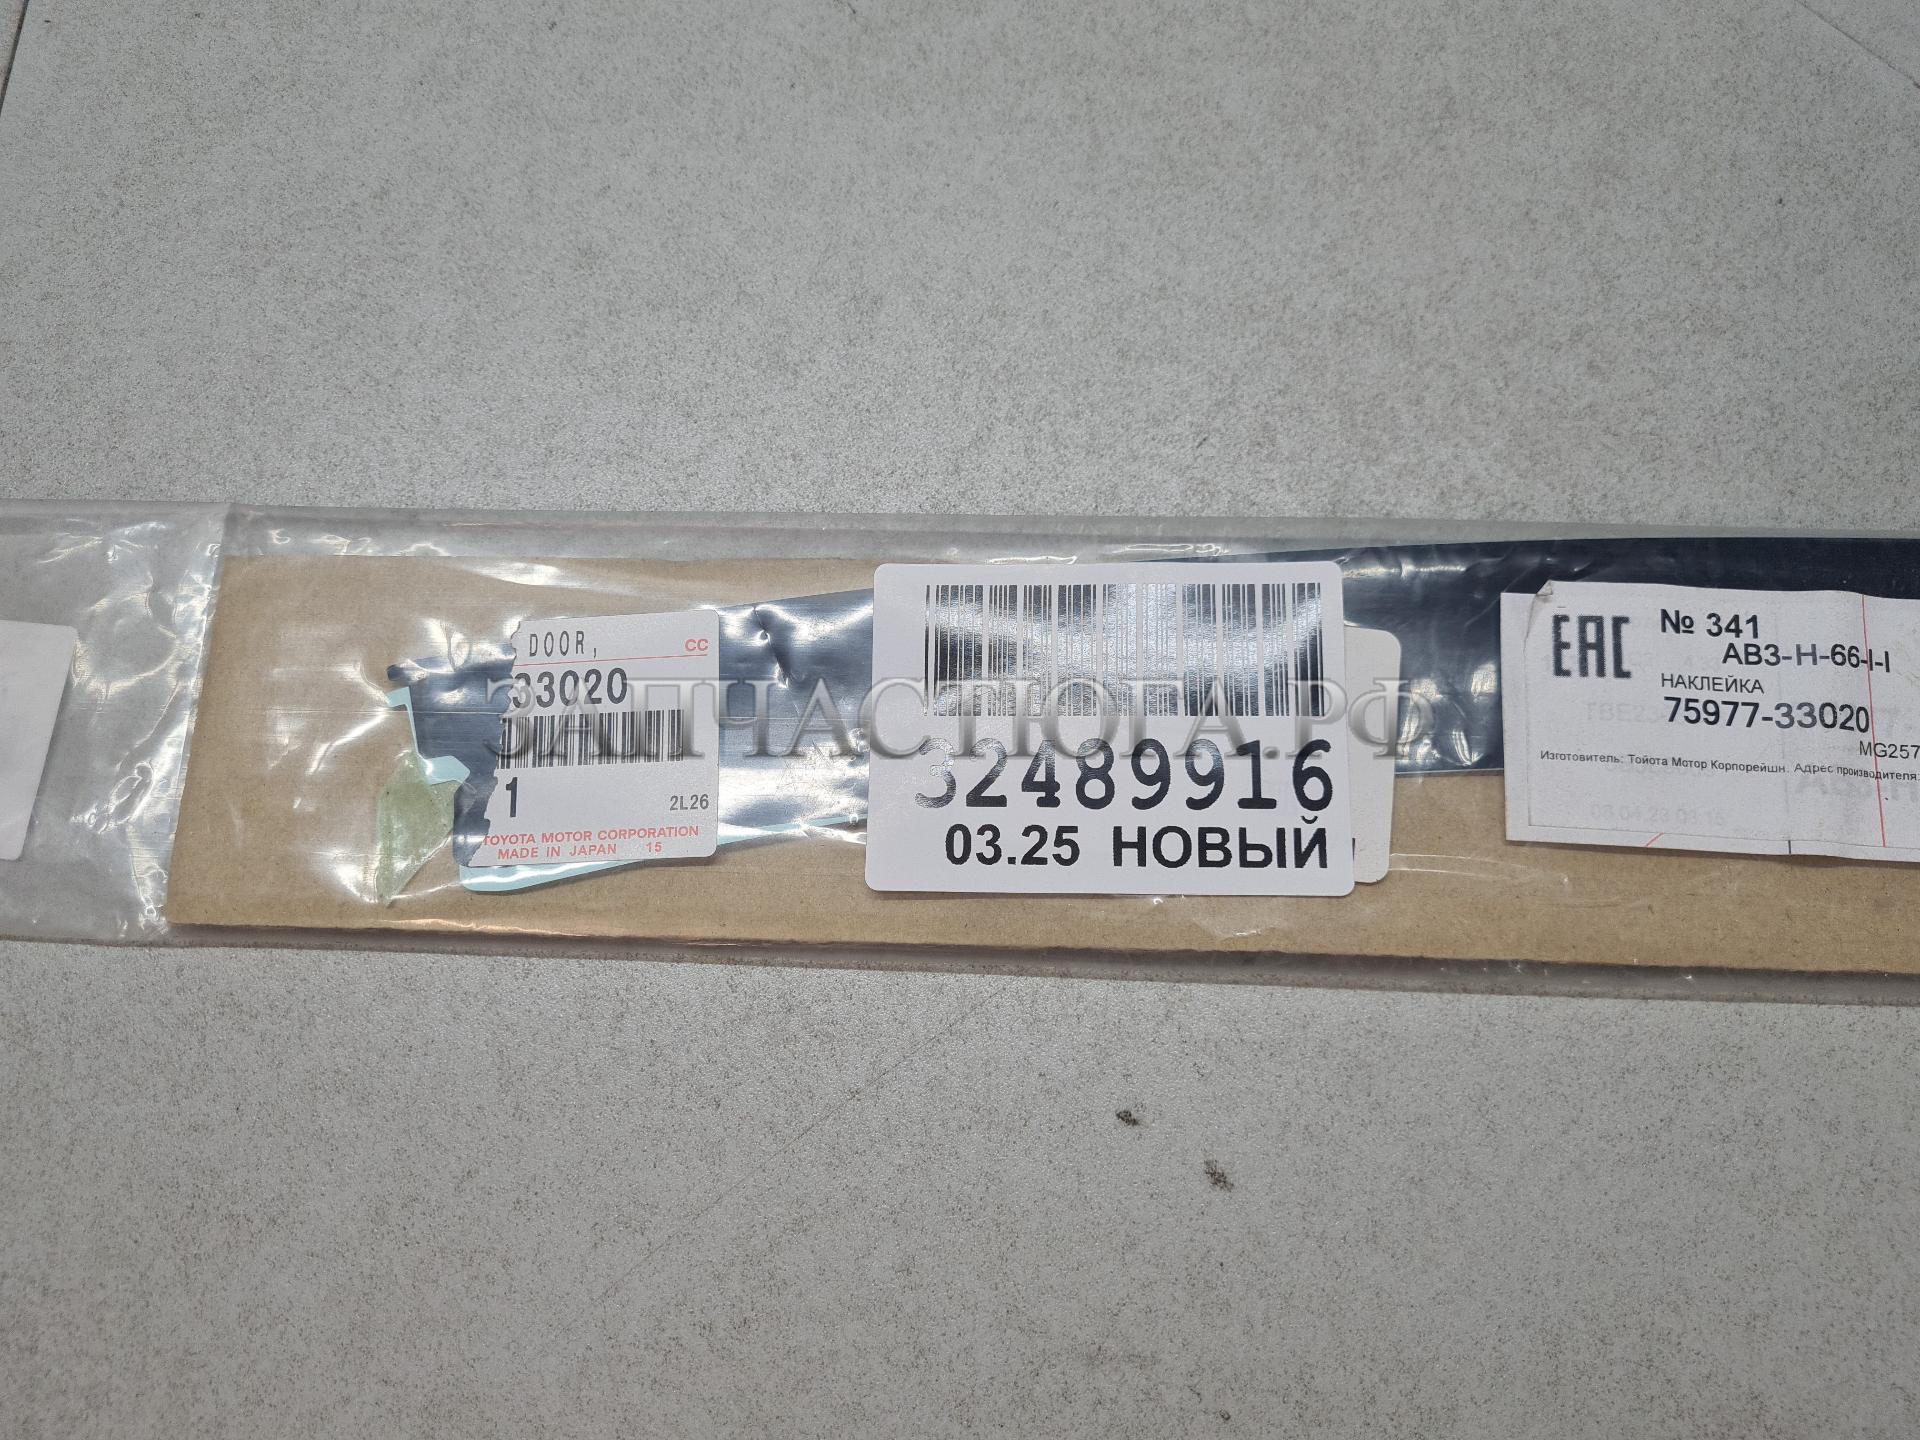 DOOR,
CC
33020
1
2L26
TOYOTA MOTOR CORPORATION
MADE IN JAPAN 15
32489916
03.25 НОВЫЙ
EAC
№ 341
АВ3-Н-66-I-I
НАКЛЕЙКА
75977-33020
MG257
Изготовитель: Тойота Мотор Корпорейшн. Адрес производителя:
ЗАПЧАСТЮГА.РФ